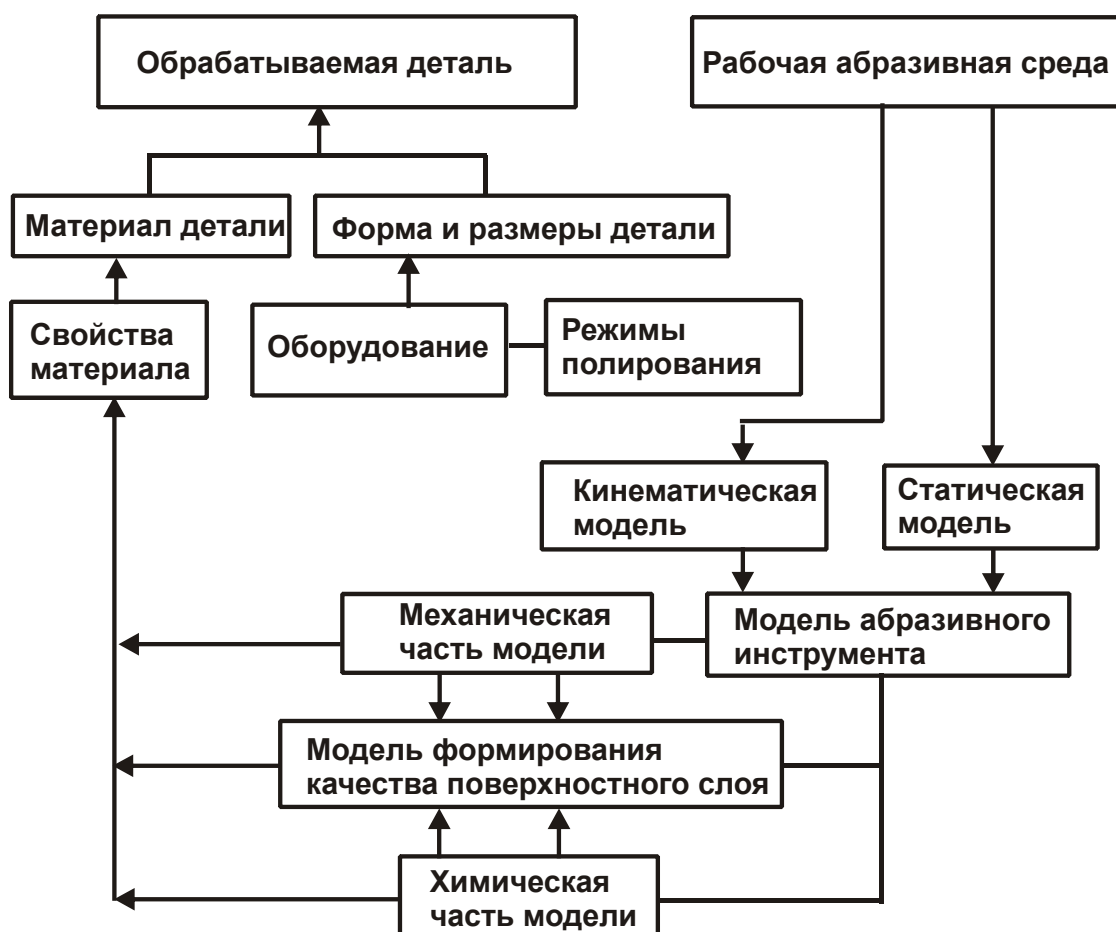 Обрабатываемая деталь
Рабочая абразивная среда
Материал детали
Форма и размеры детали
Свойства
материала
Оборудование
Режимы
полирования
Кинематическая
модель
Статическая
модель
Механическая
часть модели
Модель абразивного
инструмента
Модель формирования
качества поверхностного слоя
Химическая
часть модели